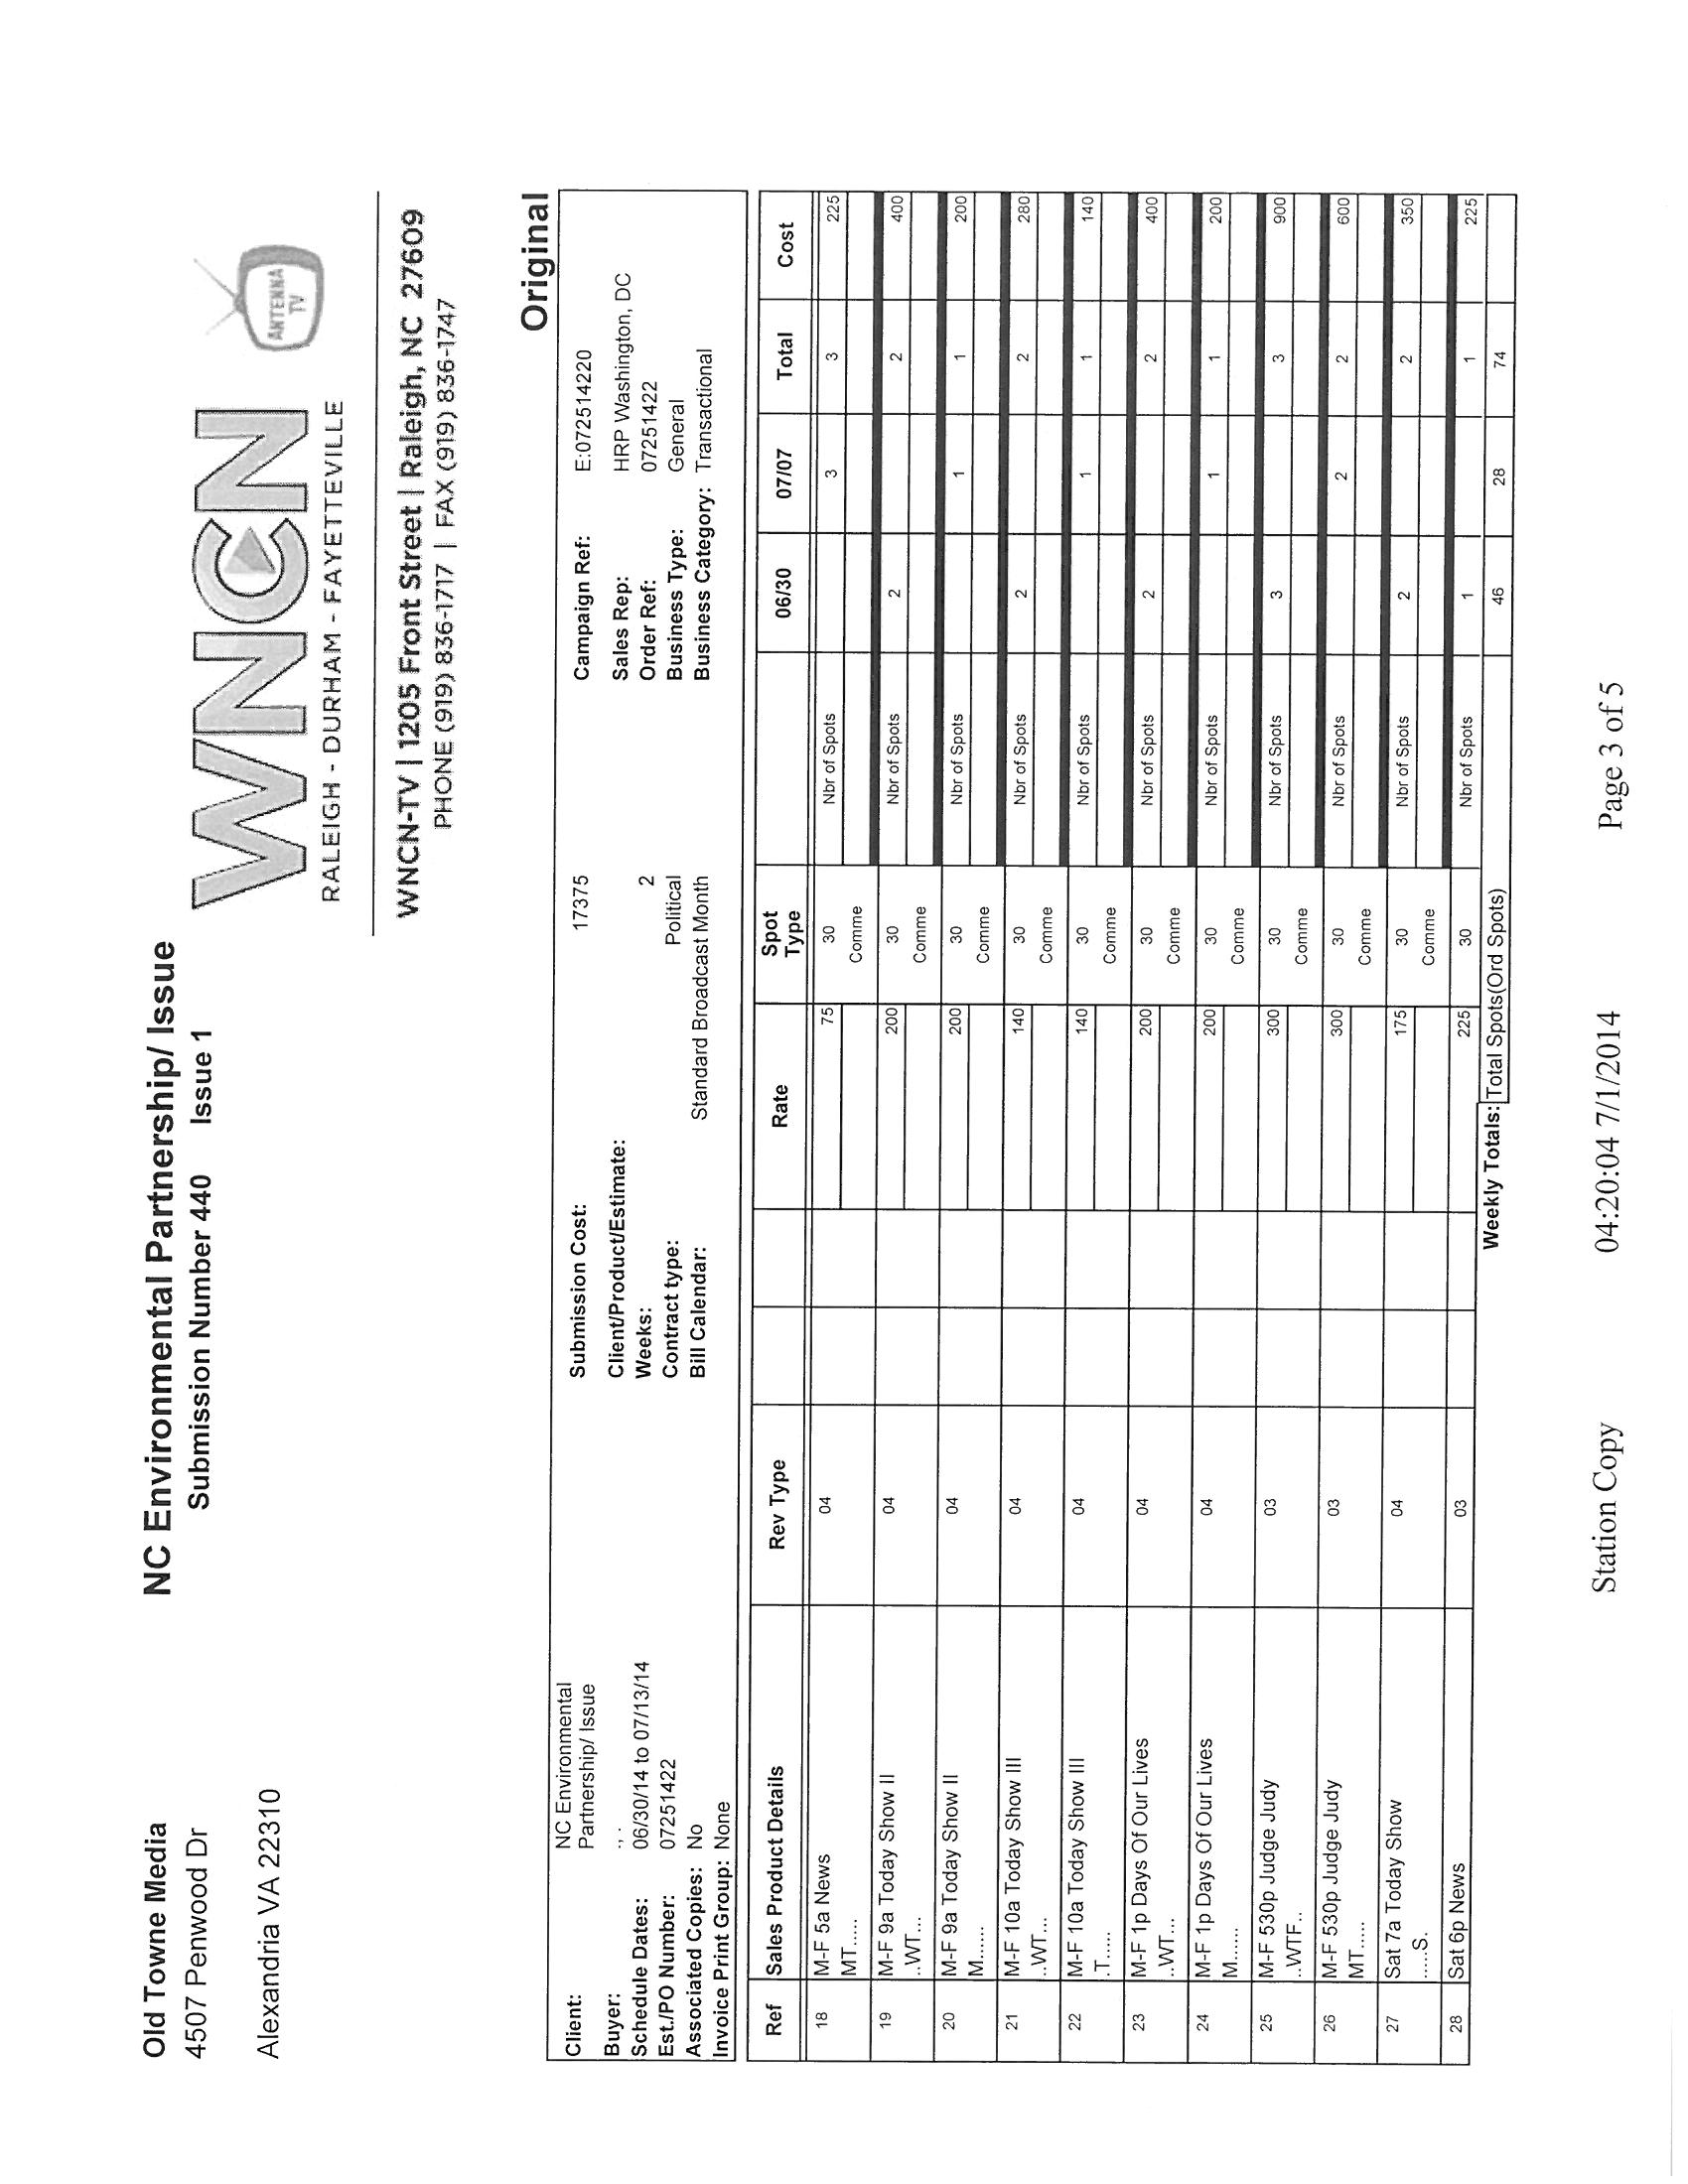 Old Towne Media
4507 Penwood Dr
Alexandria VA 22310
NC Environmental Partnership/ Issue
Submission Number 440 Issue 1
WNCN
RALEIGH - DURHAM - FAYETTEVILLE
ANTENNA
TV
WNCN-TV | 1205 Front Street | Raleigh, NC 27609
PHONE (919) 836-1717 | FAX (919) 836-1747
Original
Client: NC Environmental Partnership/ Issue Submission Cost: 17375 Campaign Ref: E:072514220
Buyer: ., . Client/Product/Estimate: Sales Rep: HRP Washington, DC
Schedule Dates: 06/30/14 to 07/13/14 Weeks: 2 Order Ref: 07251422
Est./PO Number: 07251422 Contract type: Political Business Type: General
Associated Copies: No Bill Calendar: Standard Broadcast Month Business Category: Transactional
Invoice Print Group: None
Ref Sales Product Details Rev Type Rate Spot Type 06/30 07/07 Total Cost
18 M-F 5a News 04 75 30 Nbr of Spots 3 3 225
MT..... Comme
19 M-F 9a Today Show II 04 200 30 Nbr of Spots 2 2 400
..WT... Comme
20 M-F 9a Today Show II 04 200 30 Nbr of Spots 1 1 200
M...... Comme
21 M-F 10a Today Show III 04 140 30 Nbr of Spots 2 2 280
..WT... Comme
22 M-F 10a Today Show III 04 140 30 Nbr of Spots 1 1 140
.T..... Comme
23 M-F 1p Days Of Our Lives 04 200 30 Nbr of Spots 2 2 400
..WT... Comme
24 M-F 1p Days Of Our Lives 04 200 30 Nbr of Spots 1 1 200
M...... Comme
25 M-F 530p Judge Judy 03 300 30 Nbr of Spots 3 3 900
..WTF.. Comme
26 M-F 530p Judge Judy 03 300 30 Nbr of Spots 2 2 600
MT..... Comme
27 Sat 7a Today Show 04 175 30 Nbr of Spots 2 2 350
.....S. Comme
28 Sat 6p News 03 225 30 Nbr of Spots 1 1 225
Weekly Totals: Total Spots(Ord Spots) 46 28 74
Station Copy 04:20:04 7/1/2014 Page 3 of 5